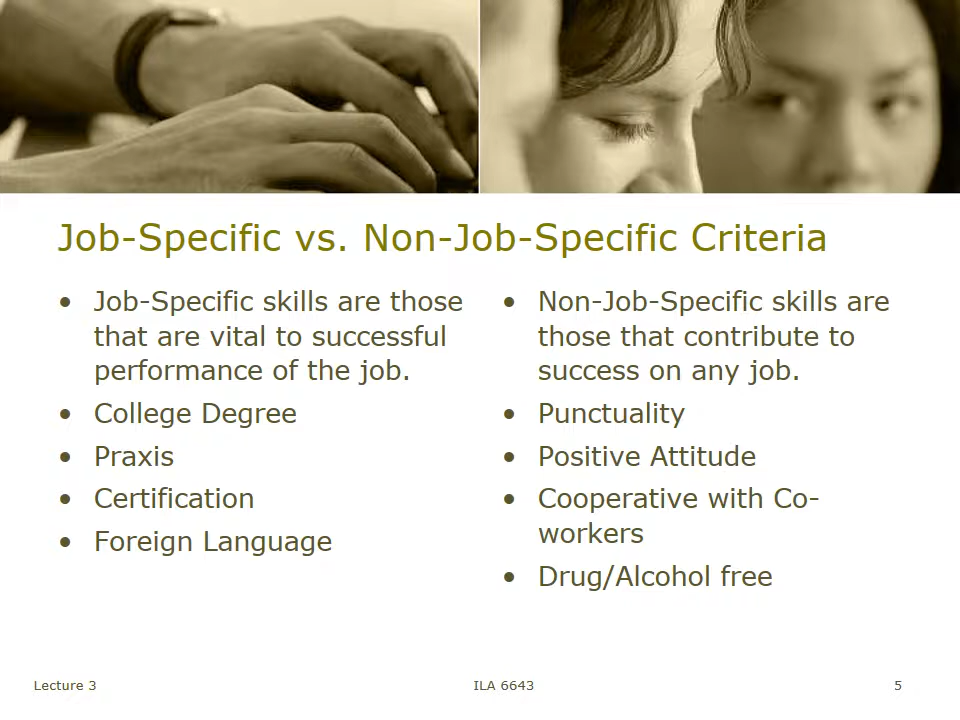 Job-Specific vs. Non-Job-Specific Criteria
• Job-Specific skills are those
that are vital to successful
performance of the job.
• College Degree
• Praxis
• Certification
• Foreign Language
• Non-Job-Specific skills are
those that contribute to
success on any job.
• Punctuality
• Positive Attitude
• Cooperative with Co-
workers
• Drug/Alcohol free
Lecture 3
ILA 6643
5